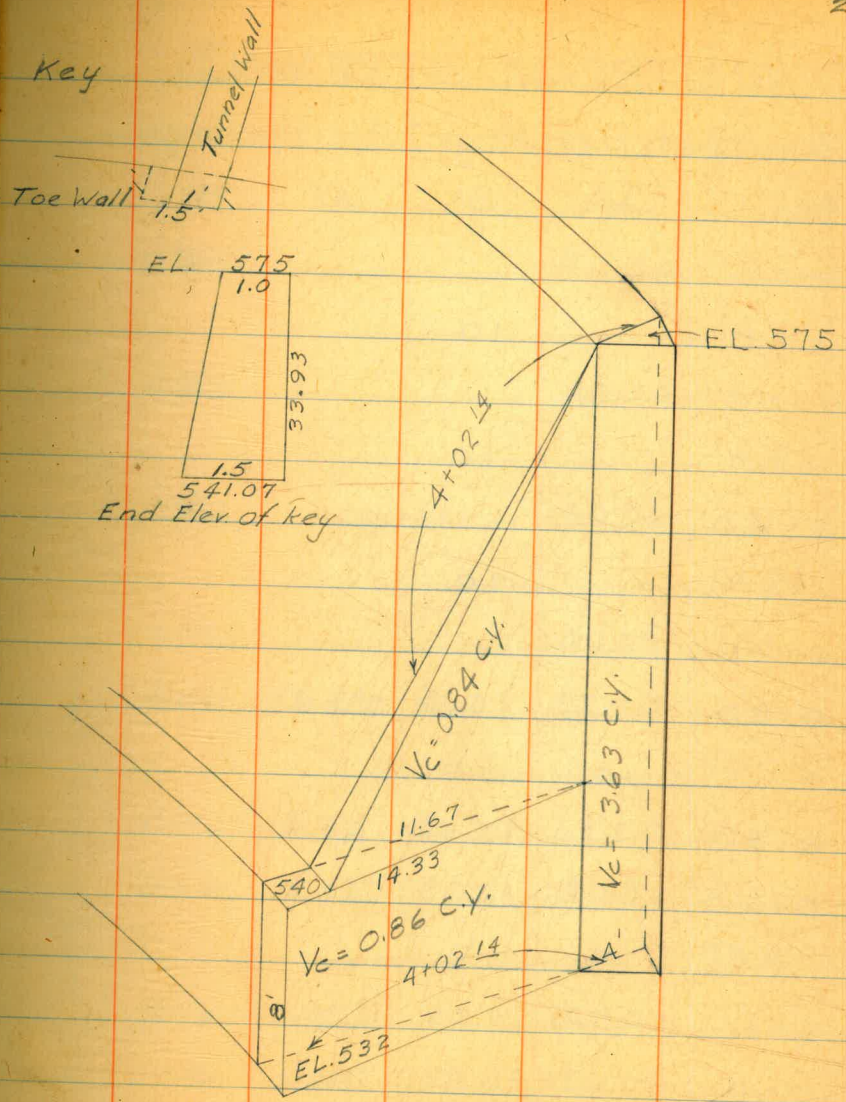 Key
Tunnel Wall
Toe Wall
1'
1.5'
EL. 575
1.0
33.93
1.5
541.07
End Elev. of key
EL. 575
4+02 14
Vc = 0.84 C.Y.
Vc = 3.63 C.Y.
11.67
540
14.33
Vc = 0.86 C.Y.
4+02 14
8'
EL. 532